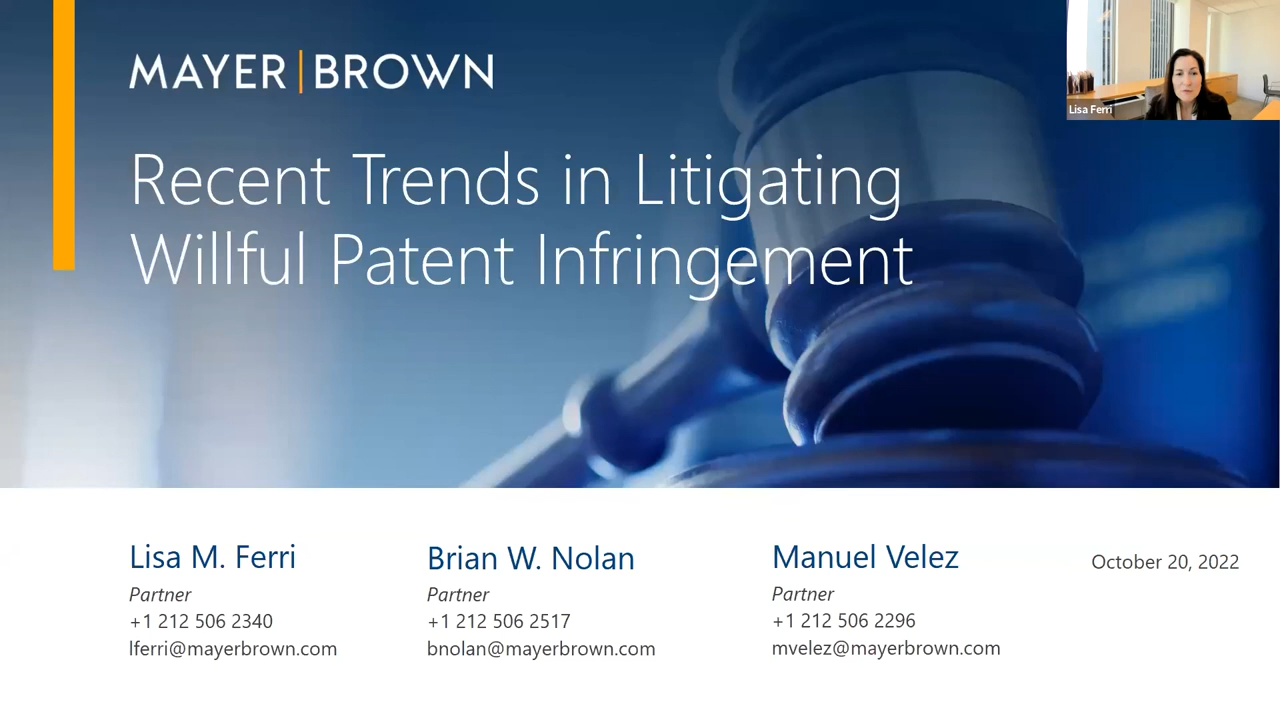 MAYER | BROWN
Lisa Ferri
Recent Trends in Litigating
Willful Patent Infringement
Lisa M. Ferri
Partner
+1 212 506 2340
lferri@mayerbrown.com
Brian W. Nolan
Partner
+1 212 506 2517
bnolan@mayerbrown.com
Manuel Velez
Partner
+1 212 506 2296
mvelez@mayerbrown.com
October 20, 2022